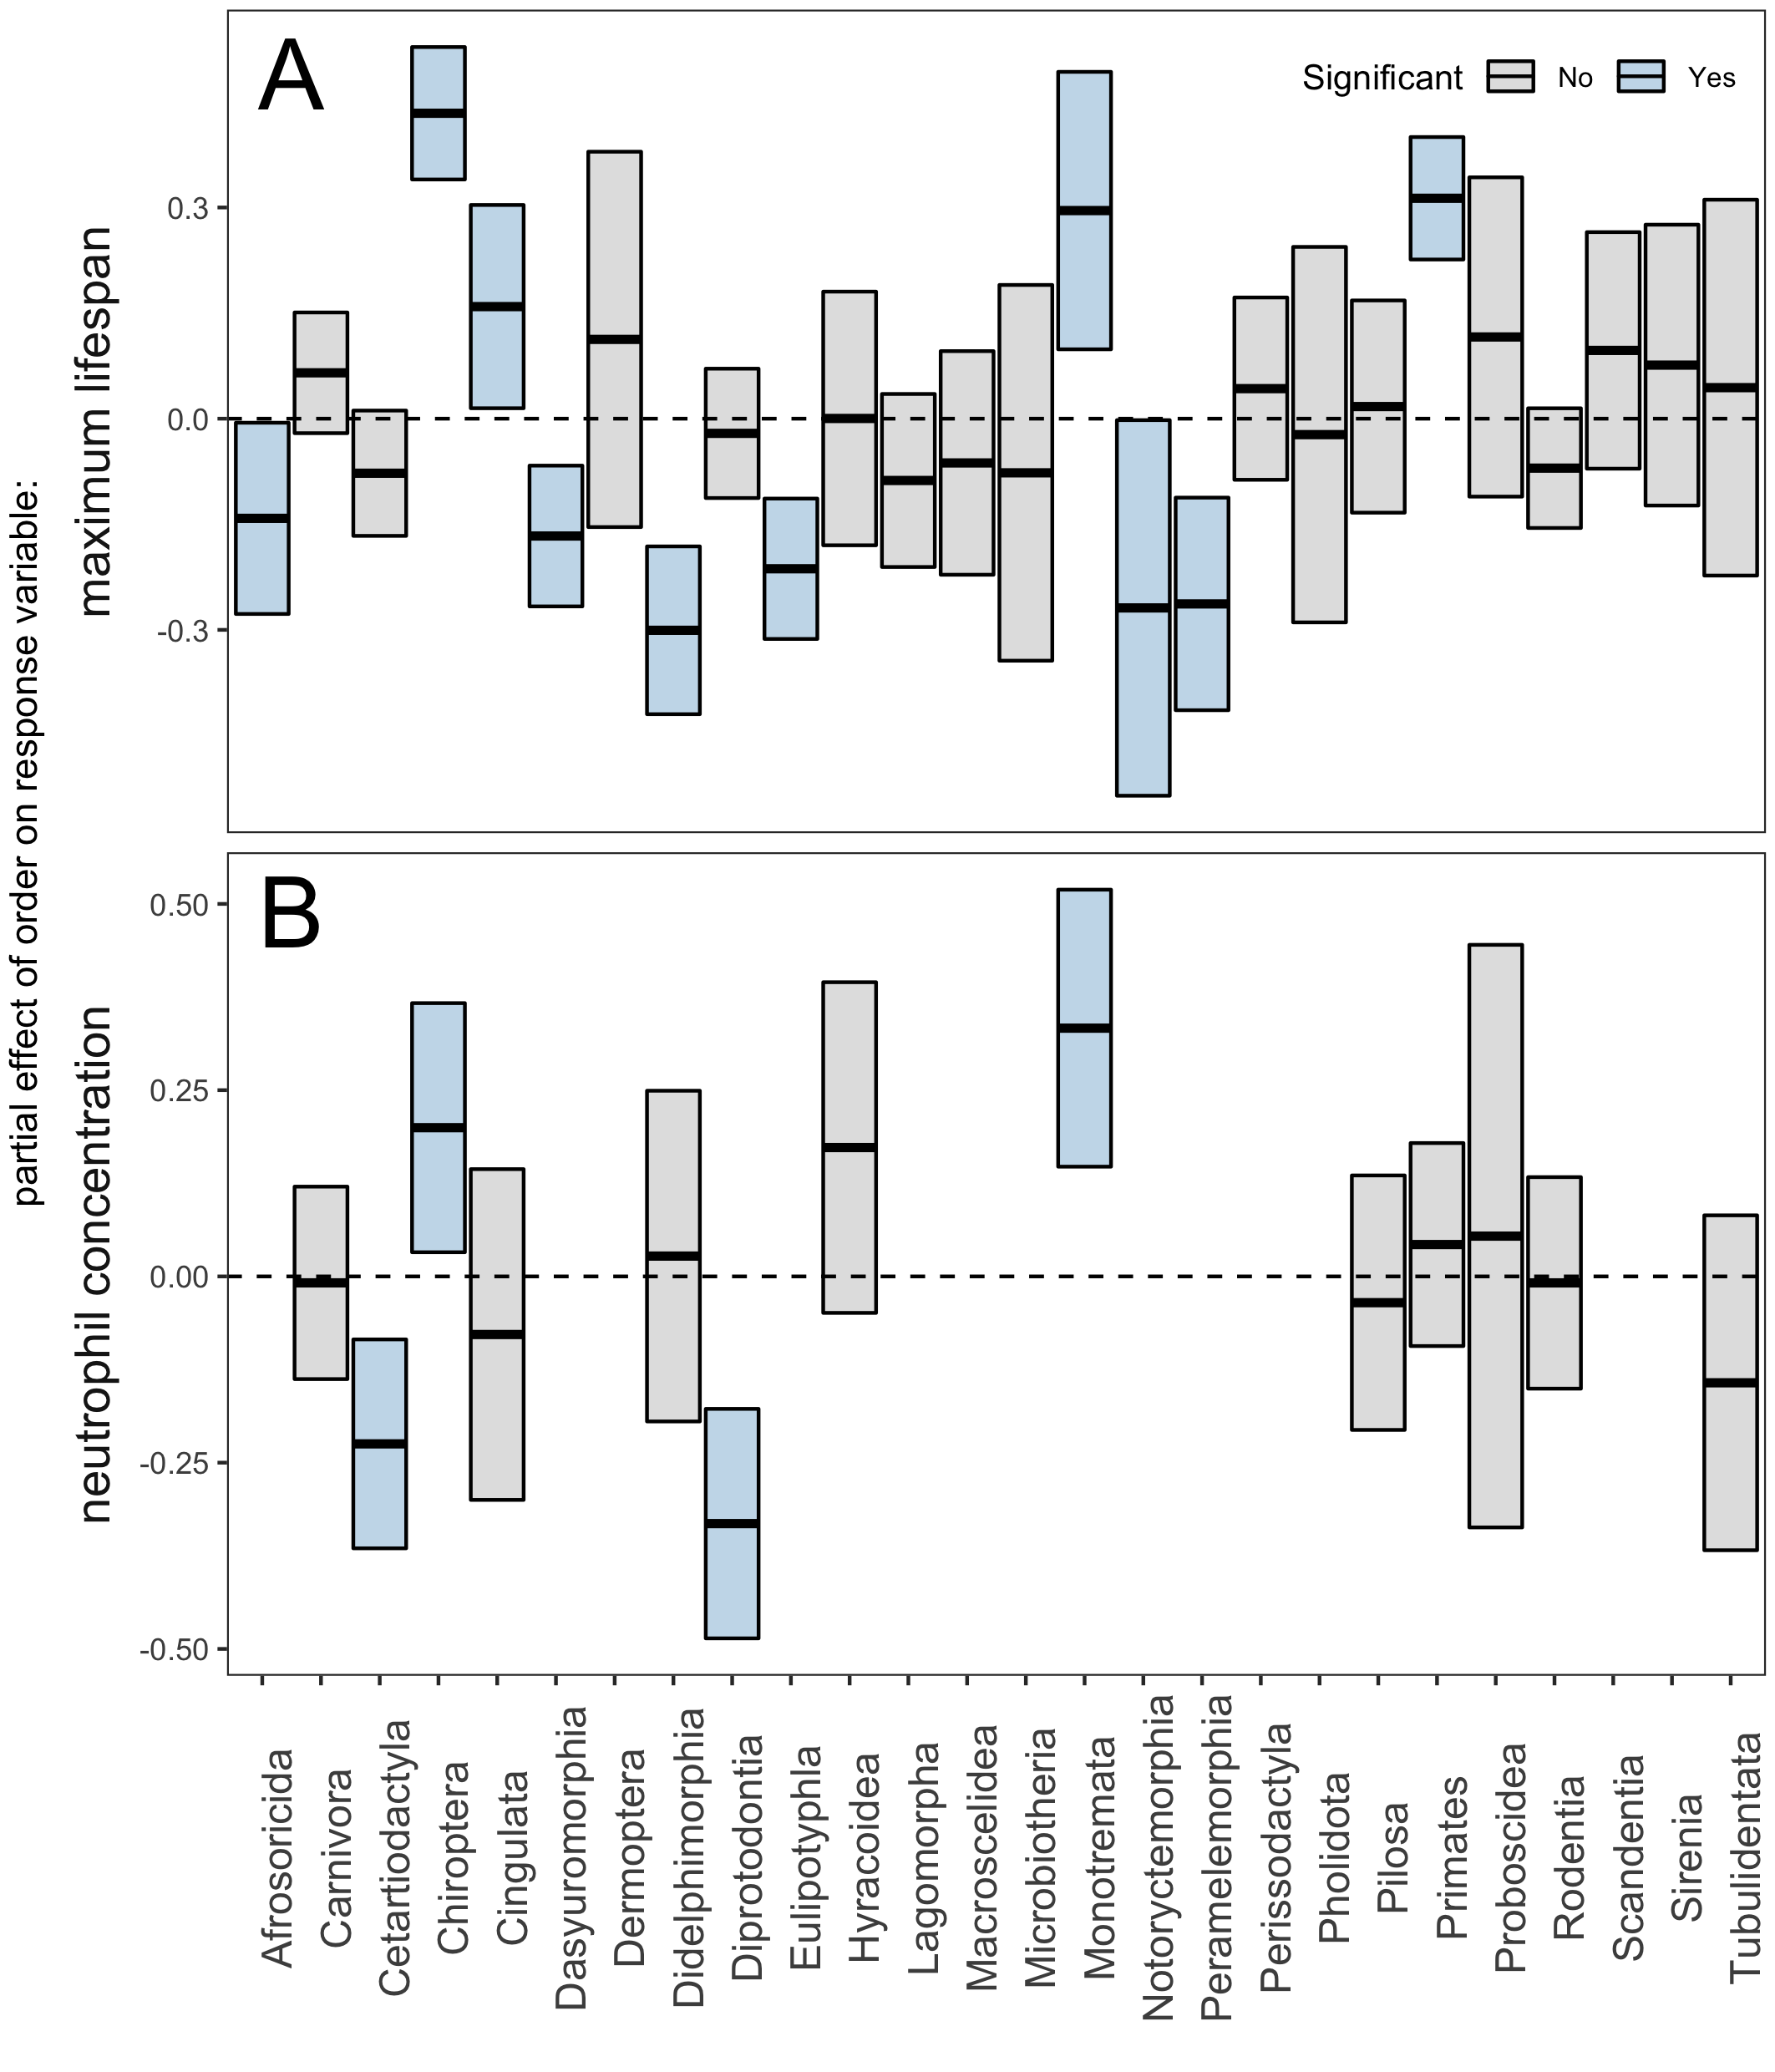 partial effect of order on response variable:
maximum lifespan
A
Significant No Yes
0.3
0.0
-0.3
neutrophil concentration
B
0.50
0.25
0.00
-0.25
-0.50
Afrosoricida
Carnivora
Cetartiodactyla
Chiroptera
Cingulata
Dasyuromorphia
Dermoptera
Didelphimorphia
Diprotodontia
Eulipotyphla
Hyracoidea
Lagomorpha
Macroscelidea
Microbiotheria
Monotremata
Notoryctemorphia
Peramelemorphia
Perissodactyla
Pholidota
Pilosa
Primates
Proboscidea
Rodentia
Scandentia
Sirenia
Tubulidentata